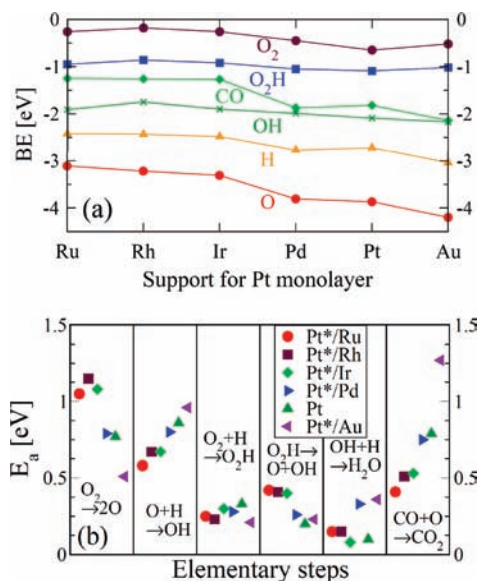 0
0
-1
-1
-2
-2
-3
-3
-4
-4
BE [eV]
O₂
O₂H
CO
OH
H
O
(a)
Ru Rh Ir Pd Pt Au
Support for Pt monolayer
1.5
1.5
1
1
0.5
0.5
0
0
Eₐ [eV]
Pt*/Ru
Pt*/Rh
Pt*/Ir
Pt*/Pd
Pt
Pt*/Au
O₂
→2O
O+H
→OH
O₂+H
→O₂H
O₂H→
O+OH
OH+H
→H₂O
CO+O
→CO₂
(b)
Elementary steps